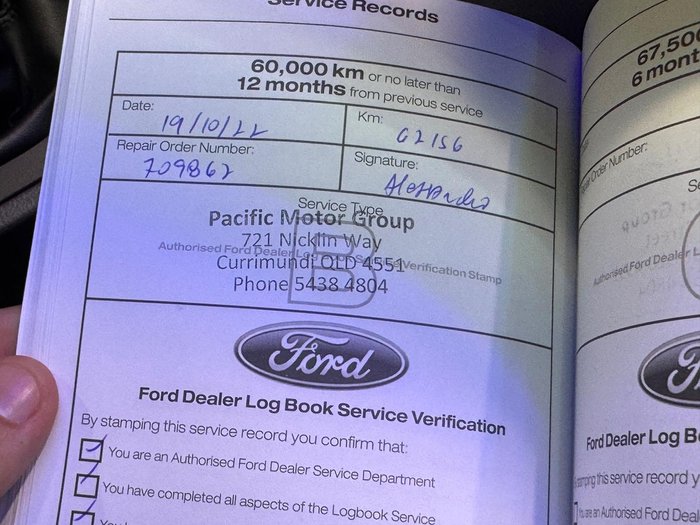 Service Records
60,000 km or no later than
12 months from previous service
Date:
19/10/22
Km:
62156
Repair Order Number:
709862
Signature:
Alessandra
Service Type
Pacific Motor Group
721 Nicklin Way
Authorised Ford Dealer Verification Stamp
Currimundi QLD 4551
Phone 5438 4804
B
Ford
Ford Dealer Log Book Service Verification
By stamping this service record you confirm that:
You are an Authorised Ford Dealer Service Department
You have completed all aspects of the Logbook Service
67,500
6 mont
Order Number:
Authorised Ford Dealer L
Ford Dealer Log B
stamping this service record y
You are an Authorised Ford Deal